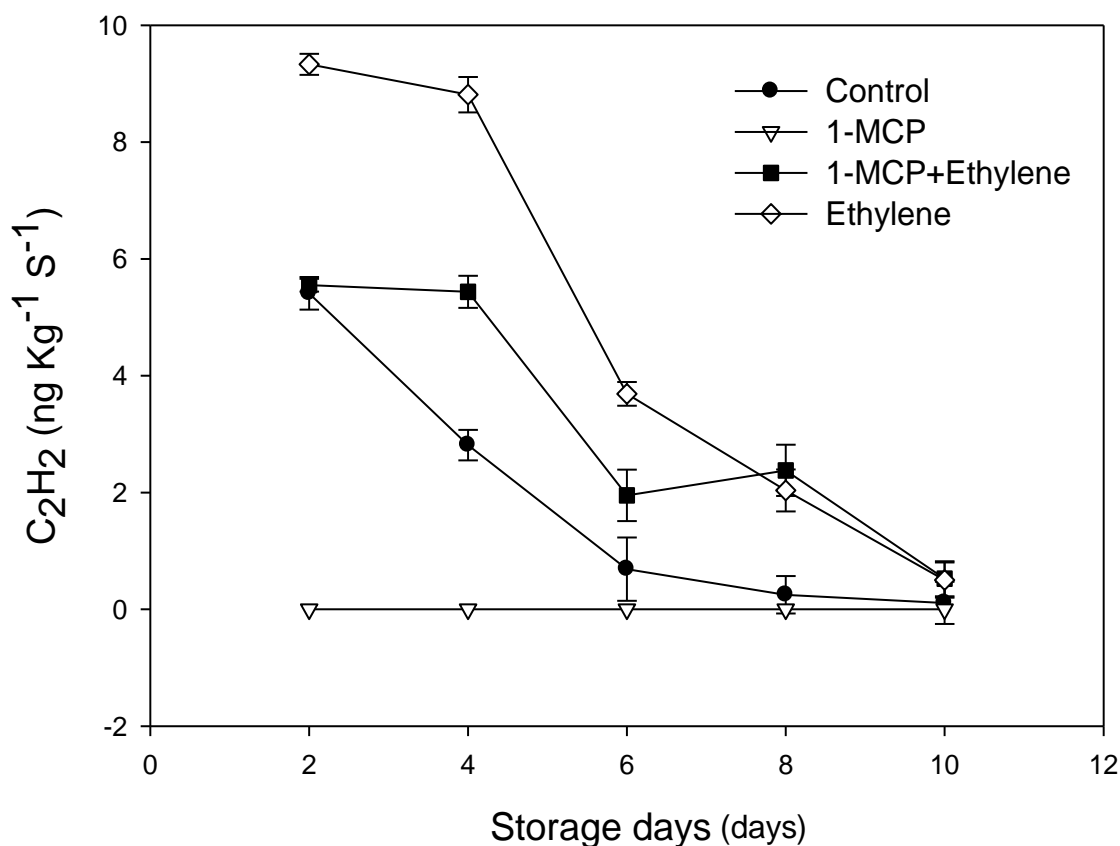 10
8
6
4
2
0
-2
C₂H₂ (ng Kg⁻¹ S⁻¹)
Control
1-MCP
1-MCP+Ethylene
Ethylene
0 2 4 6 8 10 12
Storage days (days)